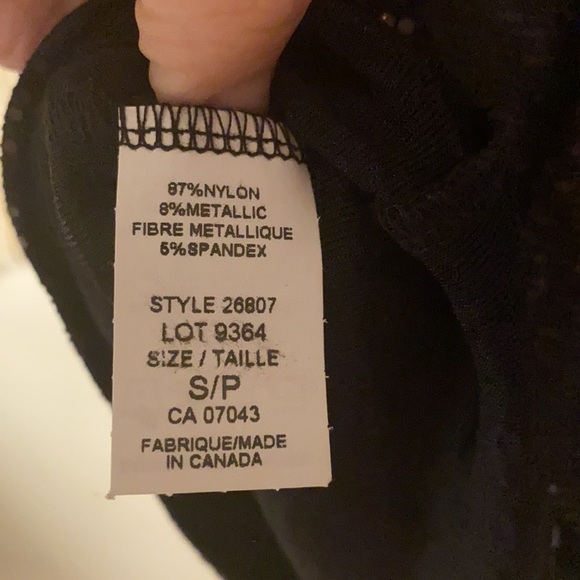 87%NYLON
8%METALLIC
FIBRE METALLIQUE
5%SPANDEX
STYLE 26807
LOT 9364
SIZE / TAILLE
S/P
CA 07043
FABRIQUE/MADE
IN CANADA